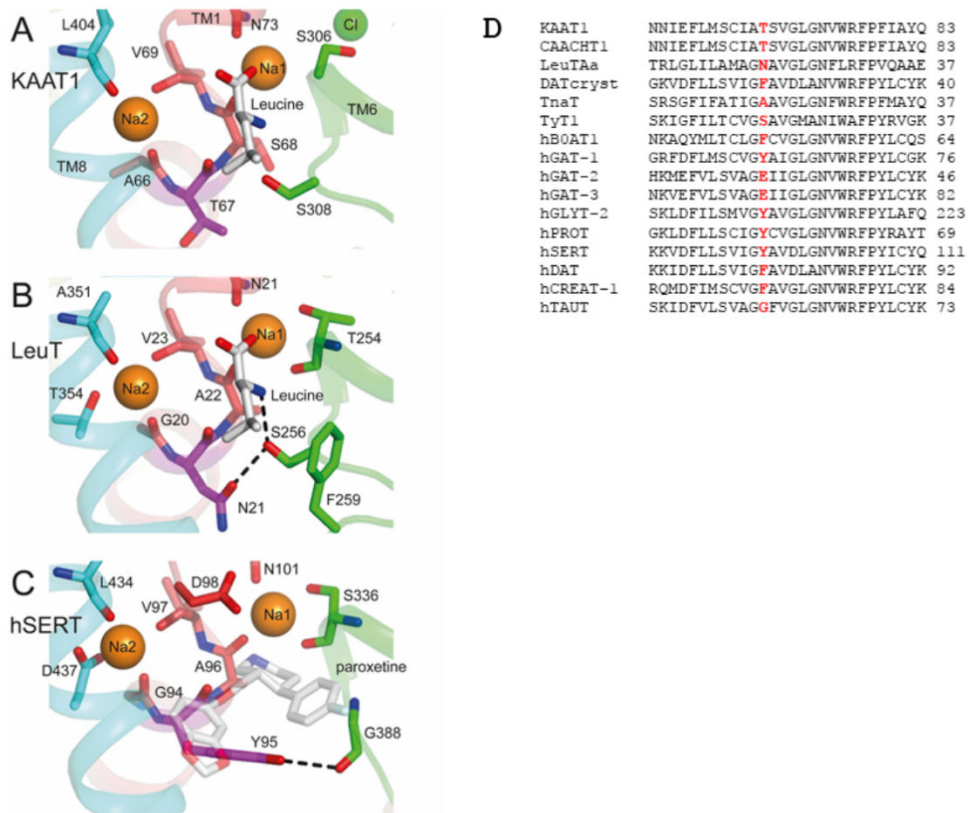 A
KAAT1
L404
TM1
N73
Cl
V69
S306
Na1
Leucine
Na2
TM6
S68
TM8
A66
T67
S308
B
LeuT
A351
N21
V23
Na1
T254
Na2
A22
Leucine
T354
G20
S256
N21
F259
C
hSERT
L434
D98
N101
V97
Na1
S336
Na2
A96
paroxetine
D437
G94
Y95
G388
D
KAAT1 NNIEFLMSCIATSVGLGNVWRFPFIAYQ 83
CAACHT1 NNIEFLMSCIATSVGLGNVWRFPFIAYQ 83
LeuTAa TRLGLILAMAGNAVGLGNFLRFPVQAAE 37
DATcryst GKVDFLLSVIGFAVDLANVWRFPYLCYK 40
TnaT SRSGFIFATIGAAVGLGNIWRFPFMAYQ 37
TyT1 SKIGFILTCVGSAVGMANIWAFPYRVGK 37
hB0AT1 NKAQYMLTCLGFCVGLGNVWRFPYLCQS 64
hGAT-1 GRFDFLMSCVGYAIGLGNVWRFPYLCGK 76
hGAT-2 HKMEFVLSVAGEIIGLGNVWRFPYLCYK 46
hGAT-3 NKVEFVLSVAGEIIGLGNVWRFPYLCGK 82
hGLYT-2 SKLDFILSMVGYAVGLGNVWRFPYLAFQ 223
hPROT GKLDFLLSCIGYCVGLGNVWRFPYRAYT 69
hSERT KKVDFLLSVIGYAVDLGNVWRFPYICYQ 111
hDAT KKIDFLLSVIGFAVDLANVWRFPYLCYK 92
hCREAT-1 RQMDFIMSCVGFAVGLGNVWRFPYLCYK 84
hTAUT SKIDFVLSVAGGFVGLGNVWRFPYLCYK 73